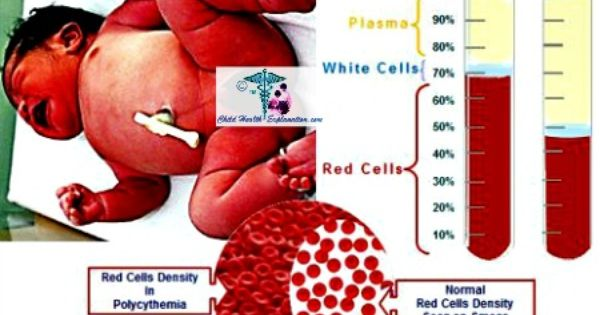 Plasma
90%
80%
White Cells
70%
60%
Red Cells
50%
40%
30%
20%
10%
©
Child Health-Explanation.com
Red Cells Density
in
Polycythemia
Normal
Red Cells Density